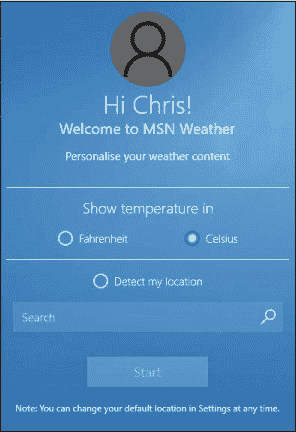 Hi Chris!
Welcome to MSN Weather
Personalise your weather content
Show temperature in
Fahrenheit Celsius
Detect my location
Search
Start
Note: You can change your default location in Settings at any time.